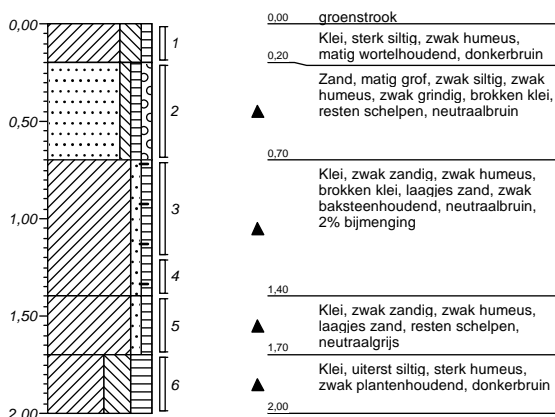 0,00
0,50
1,00
1,50
2,00
1
2
3
4
5
6
0,00
groenstrook
Klei, sterk siltig, zwak humeus,
matig wortelhoudend, donkerbruin
0,20
Zand, matig grof, zwak siltig, zwak
humeus, zwak grindig, brokken klei,
resten schelpen, neutraalbruin
0,70
Klei, zwak zandig, zwak humeus,
brokken klei, laagjes zand, zwak
baksteenhoudend, neutraalbruin,
2% bijmenging
1,40
Klei, zwak zandig, zwak humeus,
laagjes zand, resten schelpen,
neutraalgrijs
1,70
Klei, uiterst siltig, sterk humeus,
zwak plantenhoudend, donkerbruin
2,00